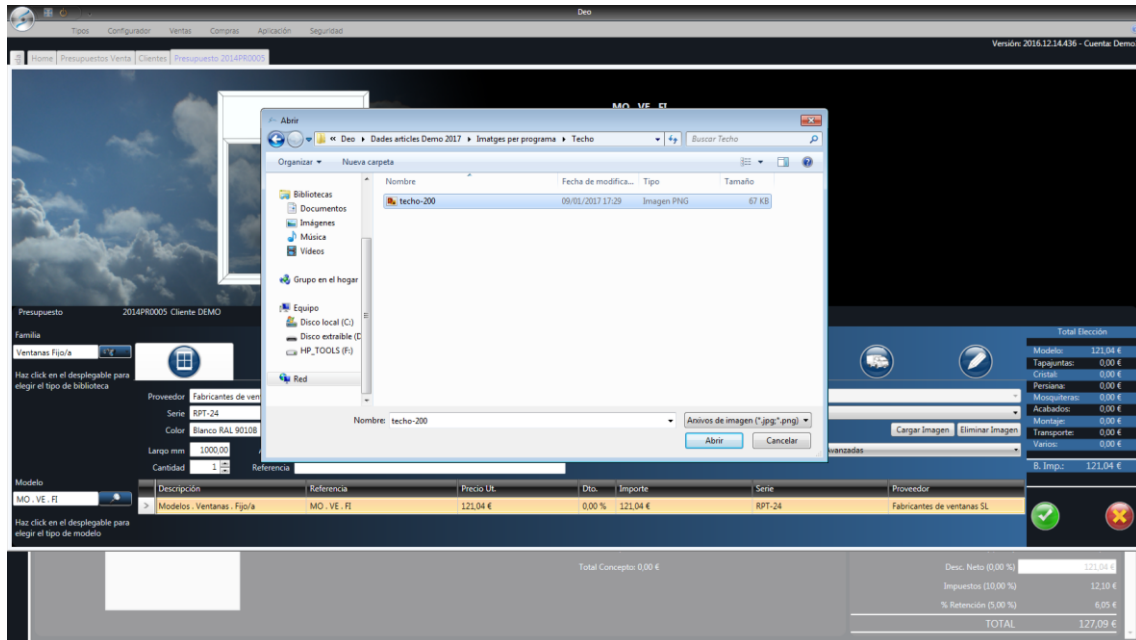 Deo
Tipos Configurador Ventas Compras Aplicación Seguridad
Versión: 2016.12.14.436 - Cuenta: Demo
Home Presupuestos Venta Clientes Presupuesto 2014PR0005
MO . VE . FI
Abrir
« Deo Dades articles Demo 2017 Imatges per programa Techo Buscar Techo
Organizar Nueva carpeta
Nombre Fecha de modifica... Tipo Tamaño
techo-200 09/01/2017 17:29 Imagen PNG 67 KB
Bibliotecas
Documentos
Imágenes
Música
Vídeos
Grupo en el hogar
Equipo
Disco local (C:)
Disco extraíble (D
HP_TOOLS (F:)
Red
Nombre: techo-200 Archivos de imagen (*.jpg;*.png)
Abrir Cancelar
Presupuesto 2014PR0005 Cliente DEMO
Familia
Ventanas Fijo/a
Haz click en el desplegable para
elegir el tipo de biblioteca
Proveedor Fabricantes de ven
Serie RPT-24
Color Blanco RAL 90108
Largo mm 1000,00
Cantidad 1 Referencia
Cargar Imagen Eliminar Imagen
avanzadas
Total Elección
Modelo: 121,04 €
Tapajuntas: 0,00 €
Cristal: 0,00 €
Persiana: 0,00 €
Mosquiteras: 0,00 €
Acabados: 0,00 €
Montaje: 0,00 €
Transporte: 0,00 €
Varios: 0,00 €
B. Imp.: 121,04 €
Modelo
MO . VE . FI
Haz click en el desplegable para
elegir el tipo de modelo
Descripción Referencia Precio Ut. Dto. Importe Serie Proveedor
> Modelos . Ventanas . Fijo/a MO . VE . FI 121,04 € 0,00 % 121,04 € RPT-24 Fabricantes de ventanas SL
Total Concepto: 0,00 €
Desc. Neto (0,00 %) 121,04 €
Impuestos (10,00 %) 12,10 €
% Retención (5,00 %) 6,05 €
TOTAL 127,09 €